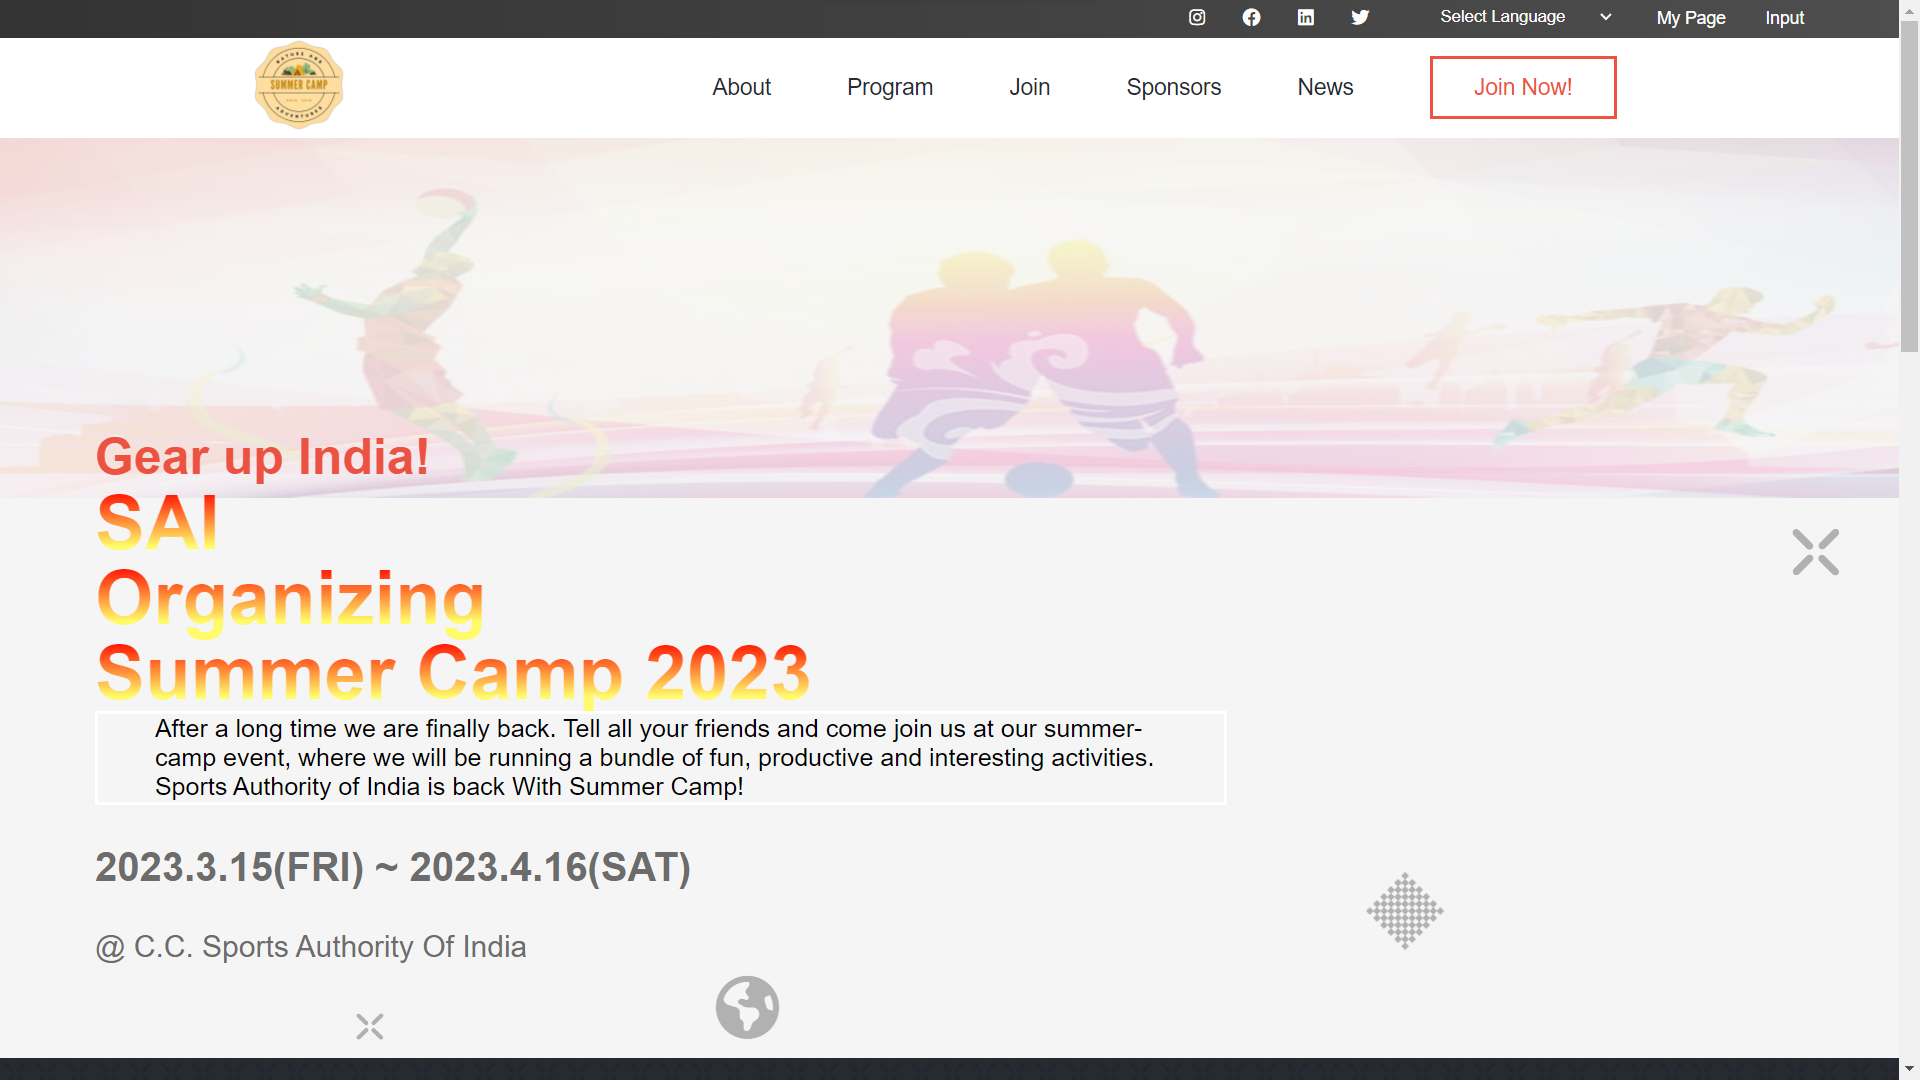 Select Language
My Page
Input
NATURE AND
SUMMER CAMP
ADVENTURES
About
Program
Join
Sponsors
News
Join Now!
Gear up India!
SAI
Organizing
Summer Camp 2023
After a long time we are finally back. Tell all your friends and come join us at our summer-
camp event, where we will be running a bundle of fun, productive and interesting activities.
Sports Authority of India is back With Summer Camp!
2023.3.15(FRI) ~ 2023.4.16(SAT)
@ C.C. Sports Authority Of India